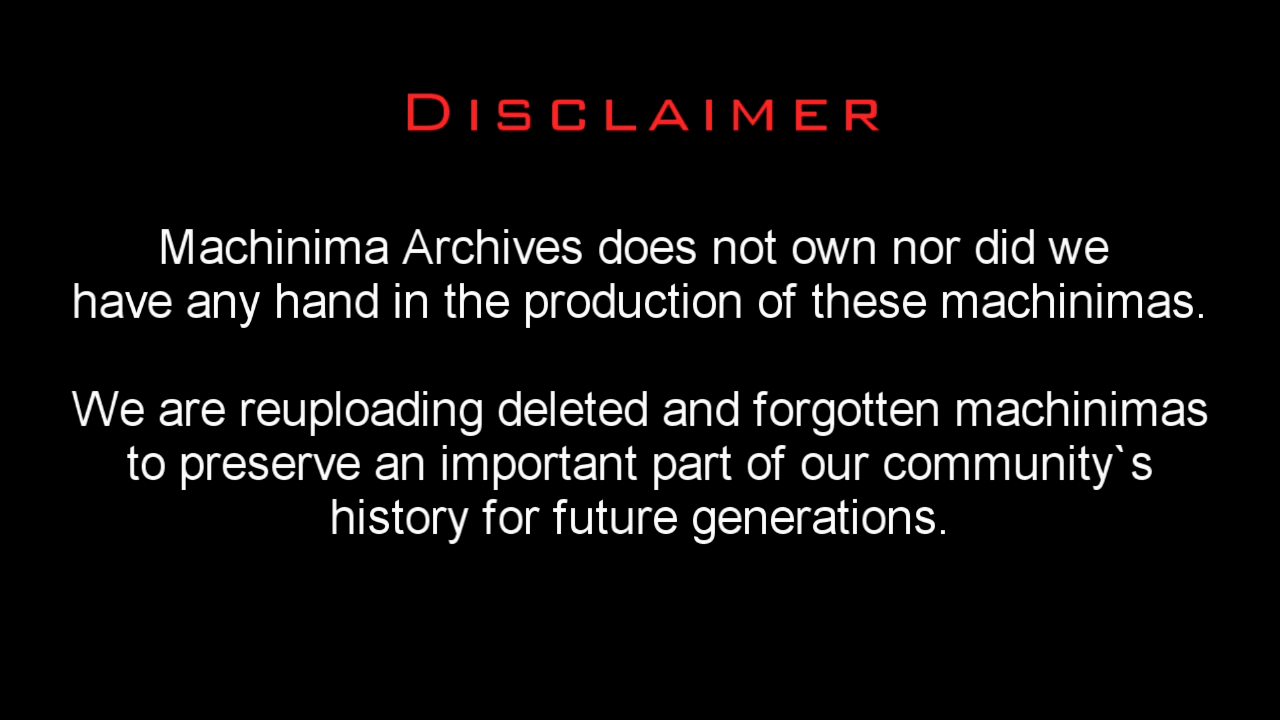 DISCLAIMER
Machinima Archives does not own nor did we
have any hand in the production of these machinimas.
We are reuploading deleted and forgotten machinimas
to preserve an important part of our community`s
history for future generations.